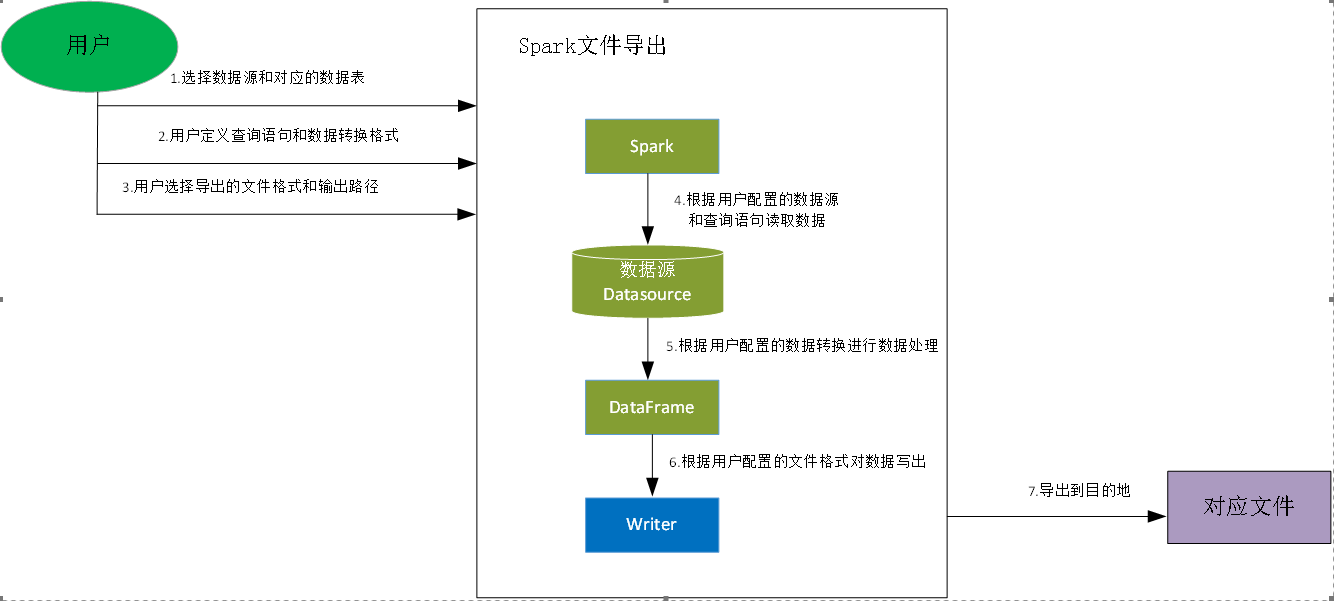 用户
Spark文件导出
1.选择数据源和对应的数据表
2.用户定义查询语句和数据转换格式
3.用户选择导出的文件格式和输出路径
Spark
4.根据用户配置的数据源
和查询语句读取数据
数据源
Datasource
5.根据用户配置的数据转换进行数据处理
DataFrame
6.根据用户配置的文件格式对数据写出
Writer
7.导出到目的地
对应文件